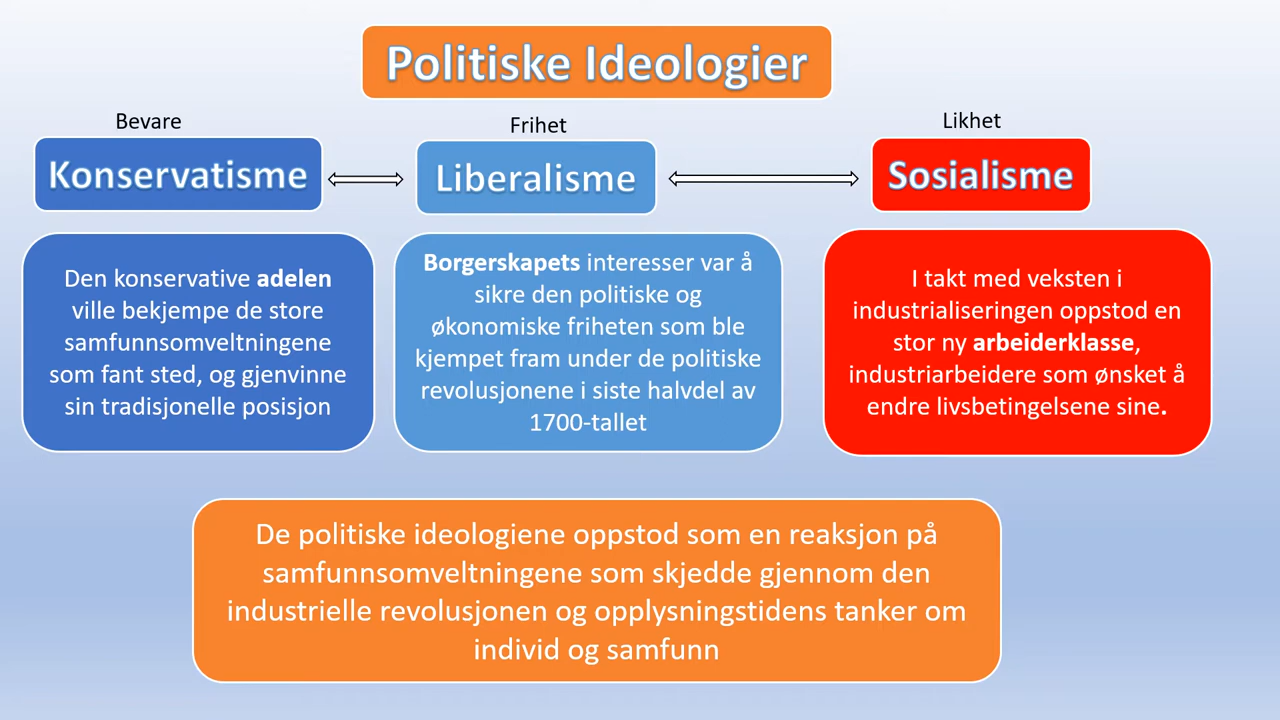 Politiske Ideologier
Bevare
Konservatisme
Den konservative adelen
ville bekjempe de store
samfunnsomveltningene
som fant sted, og gjenvinne
sin tradisjonelle posisjon
Frihet
Liberalisme
Borgerskapets interesser var å
sikre den politiske og
økonomiske friheten som ble
kjempet fram under de politiske
revolusjonene i siste halvdel av
1700-tallet
Likhet
Sosialisme
I takt med veksten i
industrialiseringen oppstod en
stor ny arbeiderklasse,
industriarbeidere som ønsket å
endre livsbetingelsene sine.
De politiske ideologiene oppstod som en reaksjon på
samfunnsomveltningene som skjedde gjennom den
industrielle revolusjonen og opplysningstidens tanker om
individ og samfunn